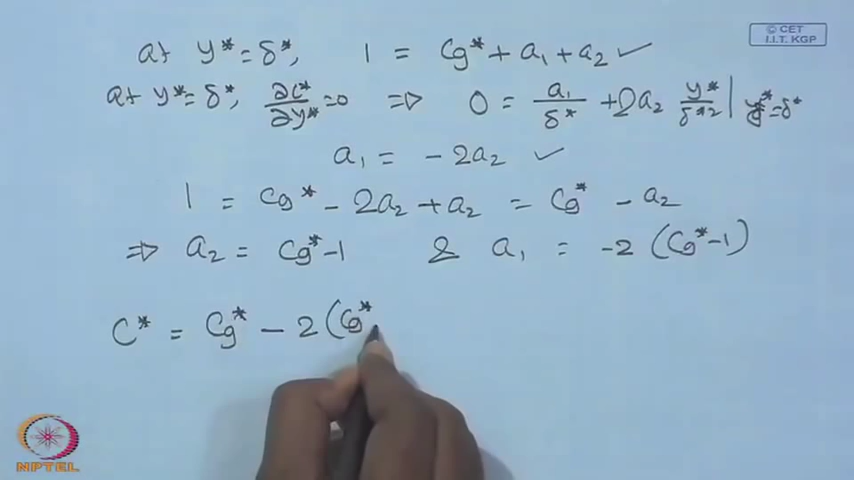 © CET
I.I.T. KGP
At y* = δ*, 1 = Cg* + a₁ + a₂ ✓
At y* = δ*, ∂C*/∂y* = 0 ⇒ 0 = a₁/δ* + 2a₂ y*/δ*² | y* = δ*
a₁ = - 2a₂ ✓
1 = Cg* - 2a₂ + a₂ = Cg* - a₂
⇒ a₂ = Cg* - 1 & a₁ = -2 (Cg* - 1)
C* = Cg* - 2 (Cg*
NPTEL